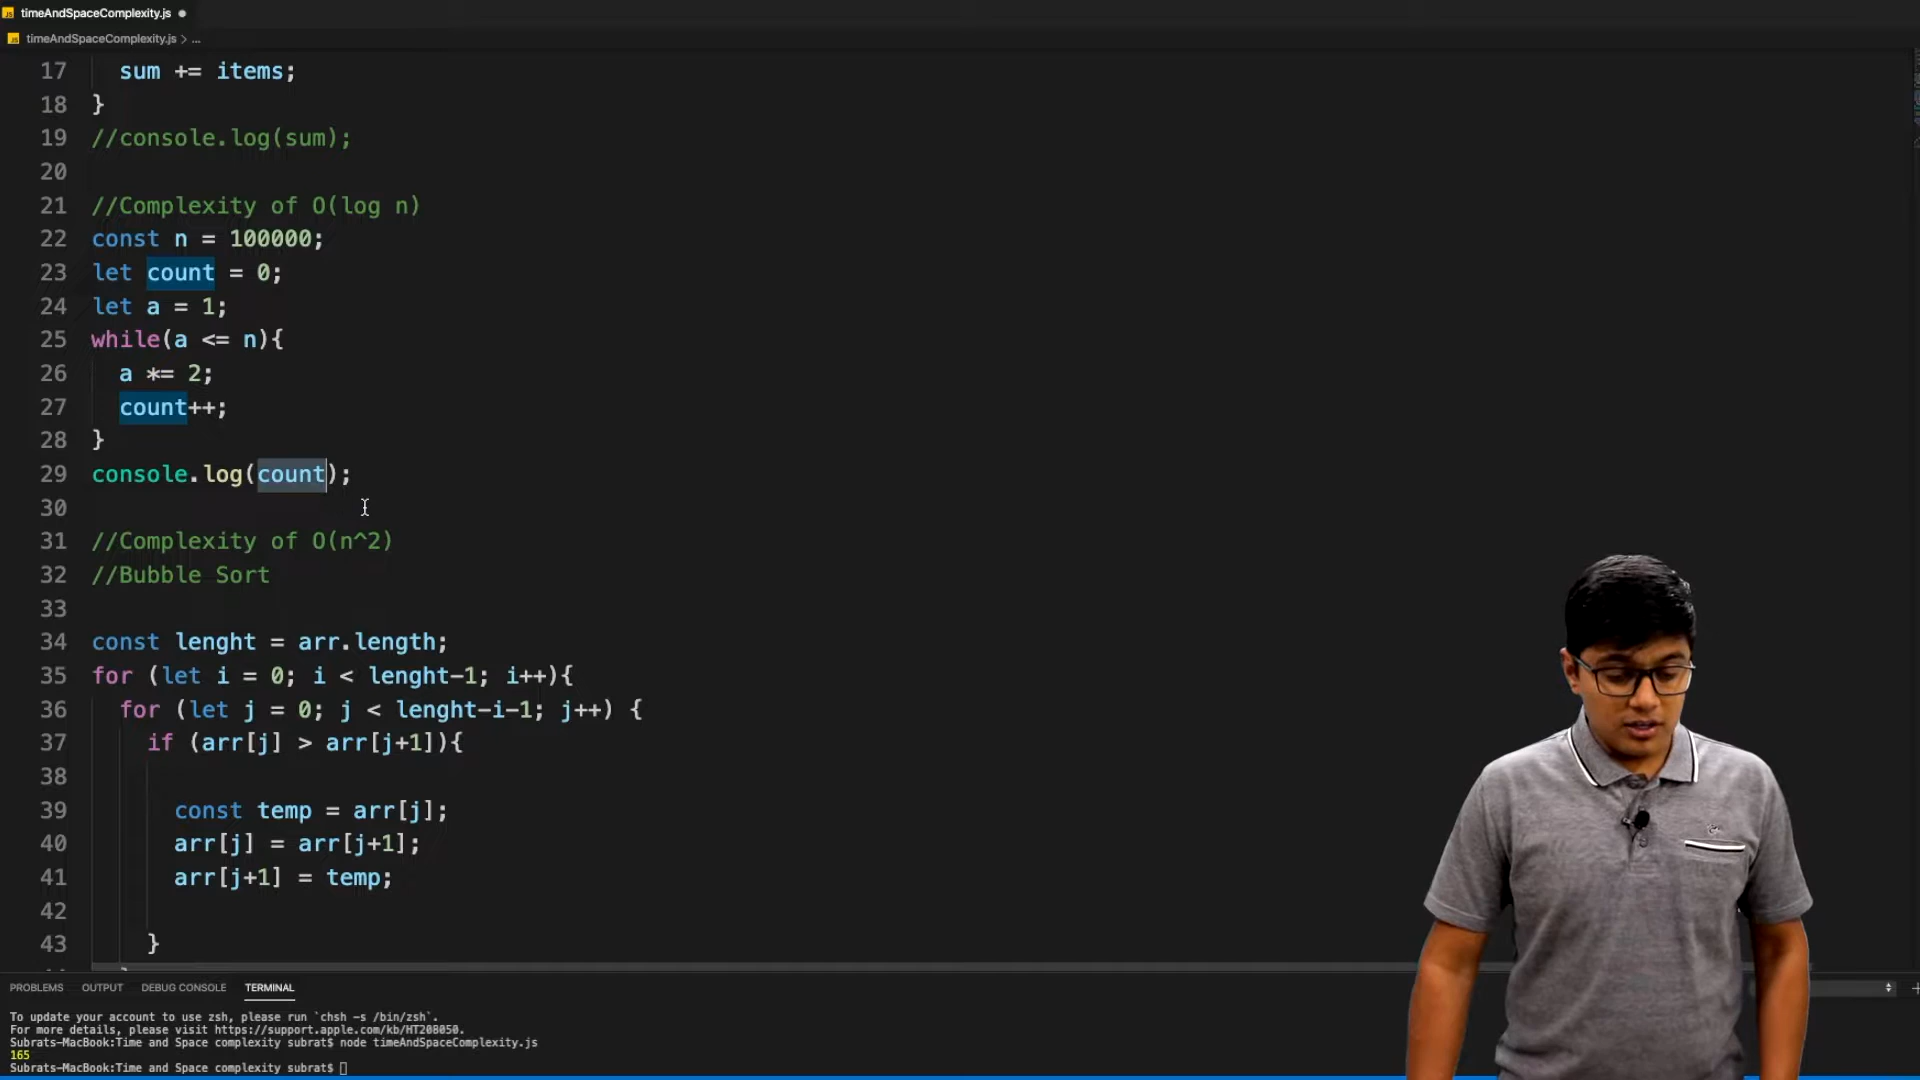 timeAndSpaceComplexity.js
timeAndSpaceComplexity.js > ...
17 sum += items;
18 }
19 //console.log(sum);
20
21 //Complexity of O(log n)
22 const n = 100000;
23 let count = 0;
24 let a = 1;
25 while(a <= n){
26 a *= 2;
27 count++;
28 }
29 console.log(count);
30
31 //Complexity of O(n^2)
32 //Bubble Sort
33
34 const lenght = arr.length;
35 for (let i = 0; i < lenght-1; i++){
36 for (let j = 0; j < lenght-i-1; j++) {
37 if (arr[j] > arr[j+1]){
38
39 const temp = arr[j];
40 arr[j] = arr[j+1];
41 arr[j+1] = temp;
42
43 }
PROBLEMS OUTPUT DEBUG CONSOLE TERMINAL
To update your account to use zsh, please run `chsh -s /bin/zsh`.
For more details, please visit https://support.apple.com/kb/HT208050.
Subrats-MacBook:Time and Space complexity subrat$ node timeAndSpaceComplexity.js
165
Subrats-MacBook:Time and Space complexity subrat$